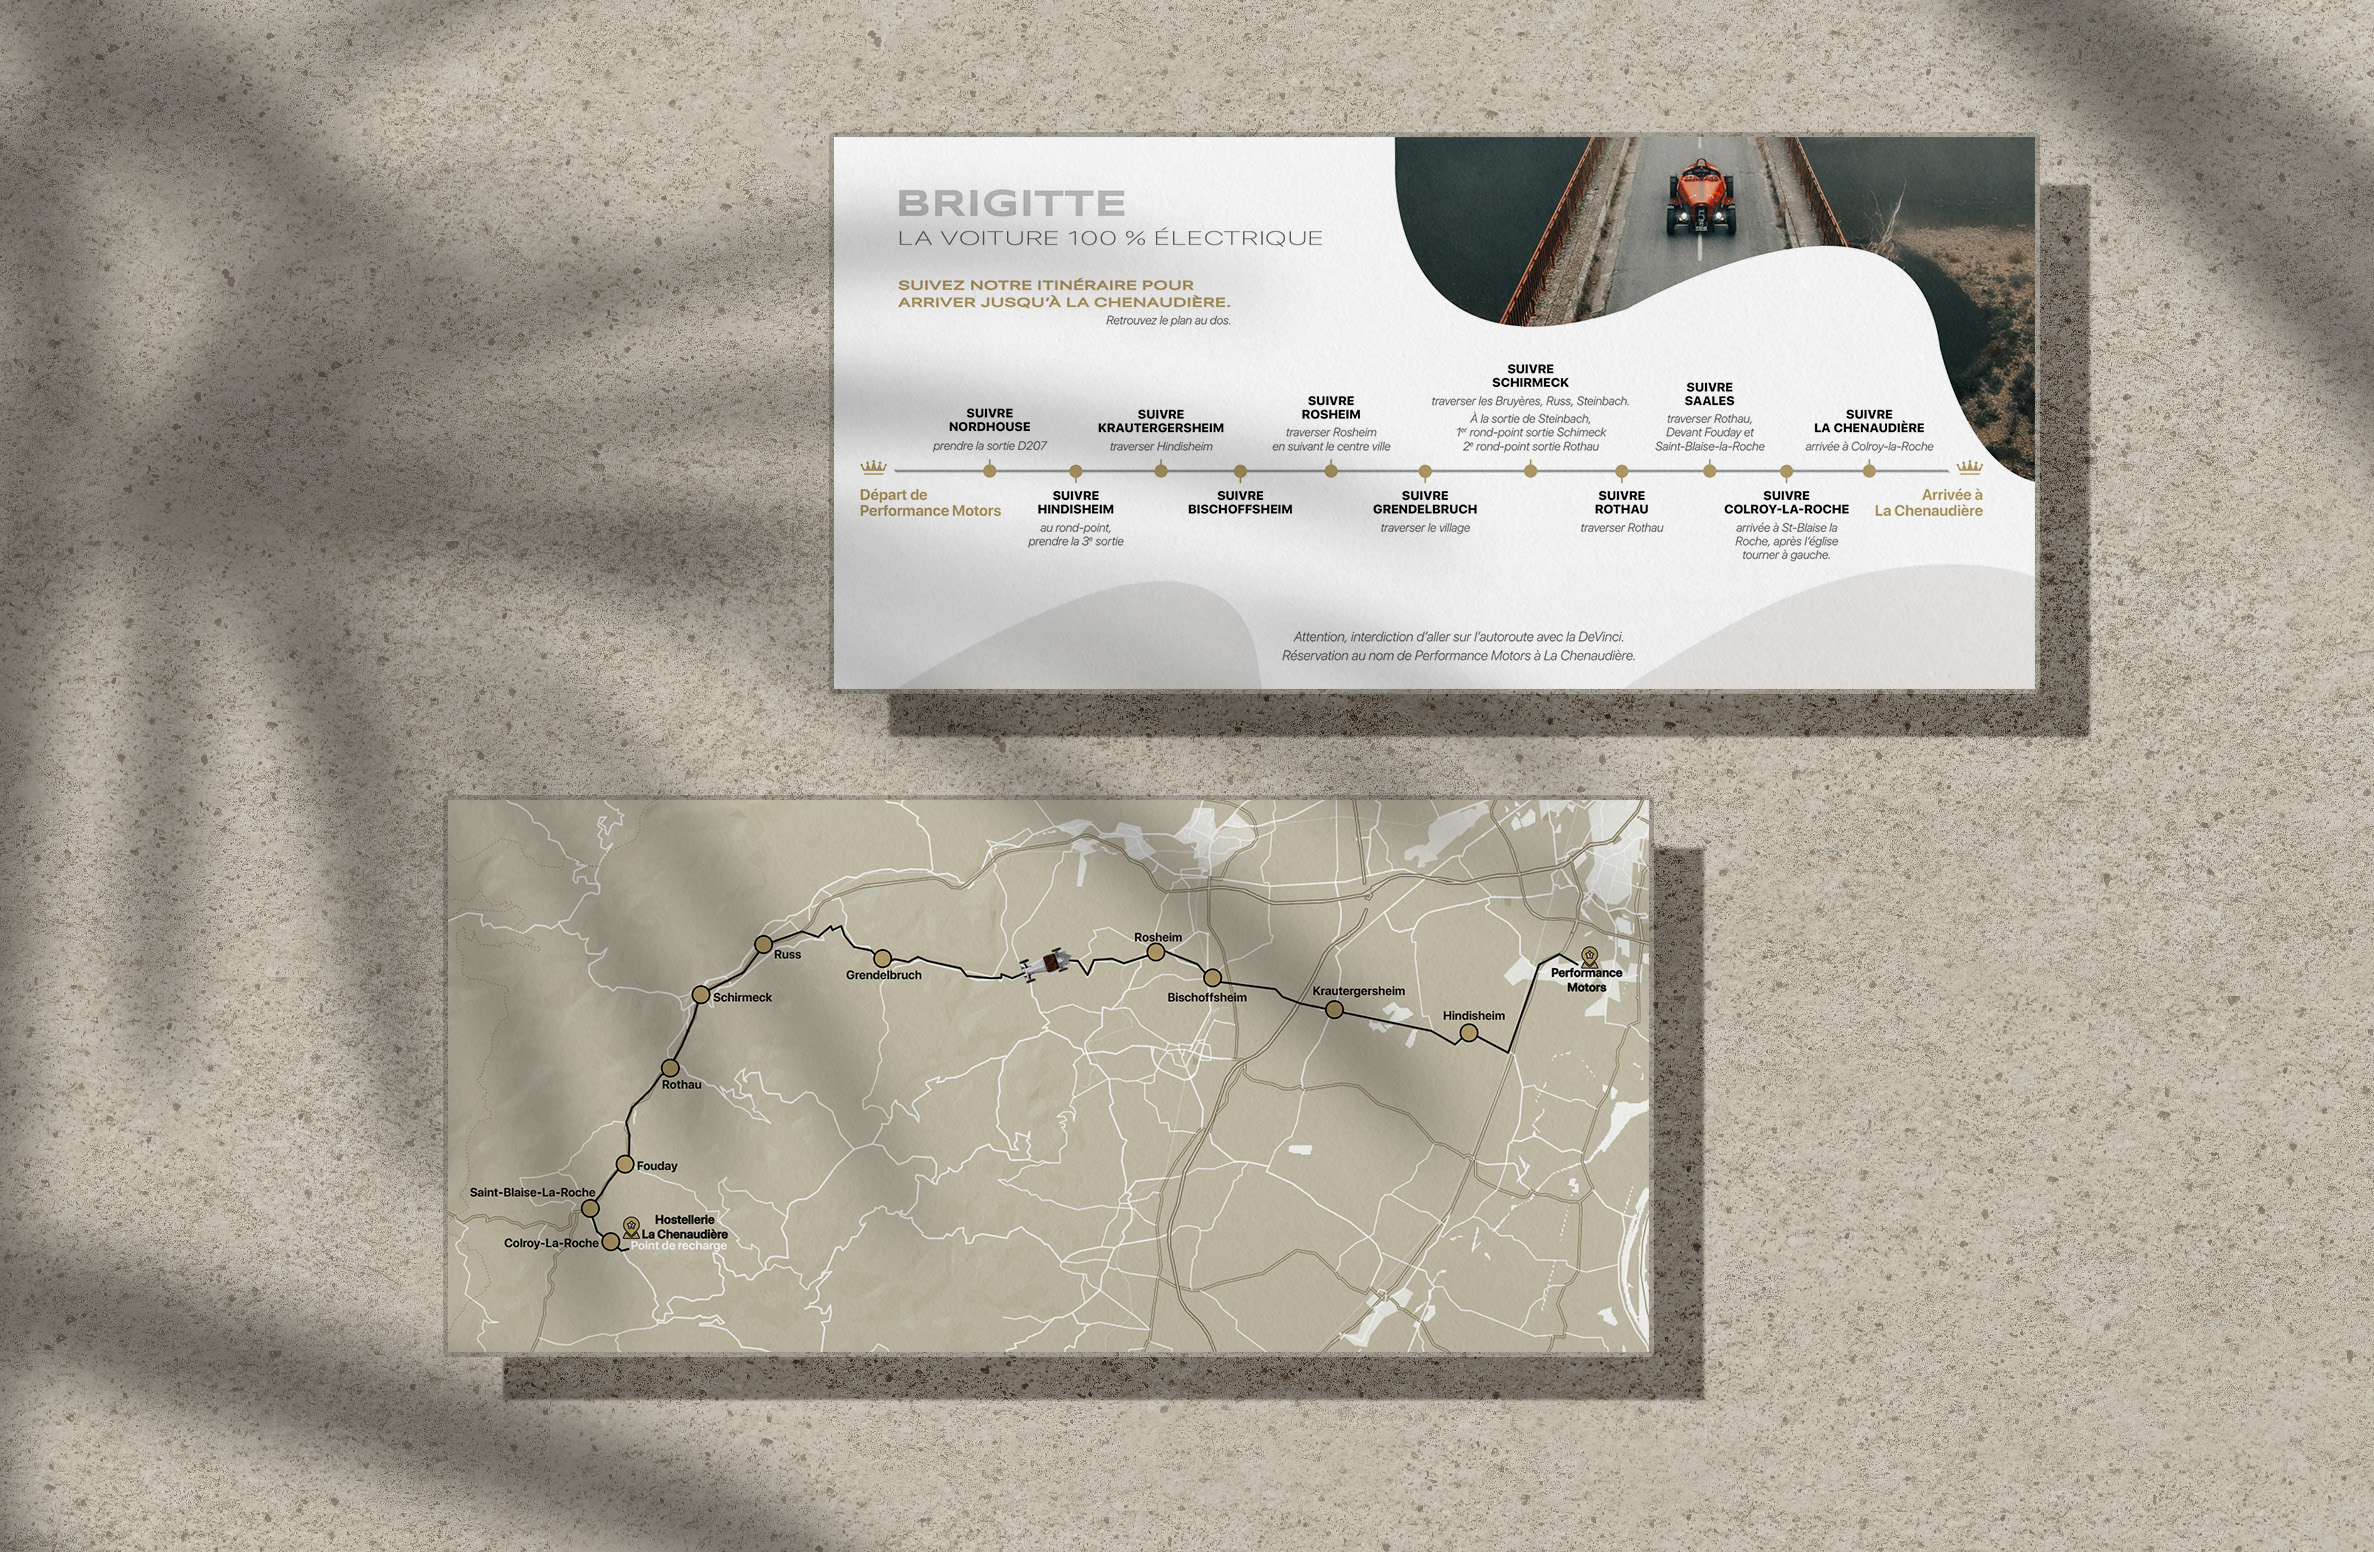 BRIGITTE
LA VOITURE 100 % ÉLECTRIQUE
SUIVEZ NOTRE ITINÉRAIRE POUR
ARRIVER JUSQU'À LA CHENAUDIÈRE.
Retrouvez le plan au dos.
Départ de
Performance Motors
SUIVRE
NORDHOUSE
prendre la sortie D207
SUIVRE
HINDISHEIM
au rond-point,
prendre la 3e sortie
SUIVRE
KRAUTERGERSHEIM
traverser Hindisheim
SUIVRE
BISCHOFFSHEIM
SUIVRE
ROSHEIM
traverser Rosheim
en suivant le centre ville
SUIVRE
GRENDELBRUCH
traverser le village
SUIVRE
SCHIRMECK
traverser les Bruyères, Russ, Steinbach.
À la sortie de Steinbach,
1er rond-point sortie Schimeck
2e rond-point sortie Rothau
SUIVRE
ROTHAU
traverser Rothau
SUIVRE
SAALES
traverser Rothau,
Devant Fouday et
Saint-Blaise-la-Roche
SUIVRE
COLROY-LA-ROCHE
arrivée à St-Blaise la
Roche, après l'église
tourner à gauche.
SUIVRE
LA CHENAUDIÈRE
arrivée à Colroy-la-Roche
Arrivée à
La Chenaudière
Attention, interdiction d'aller sur l'autoroute avec la DeVinci.
Réservation au nom de Performance Motors à La Chenaudière.
Rosheim
Russ
Grendelbruch
Performance
Motors
Schirmeck
Bischoffsheim
Krautergersheim
Hindisheim
Rothau
Fouday
Saint-Blaise-La-Roche
Hostellerie
La Chenaudière
Point de recharge
Colroy-La-Roche